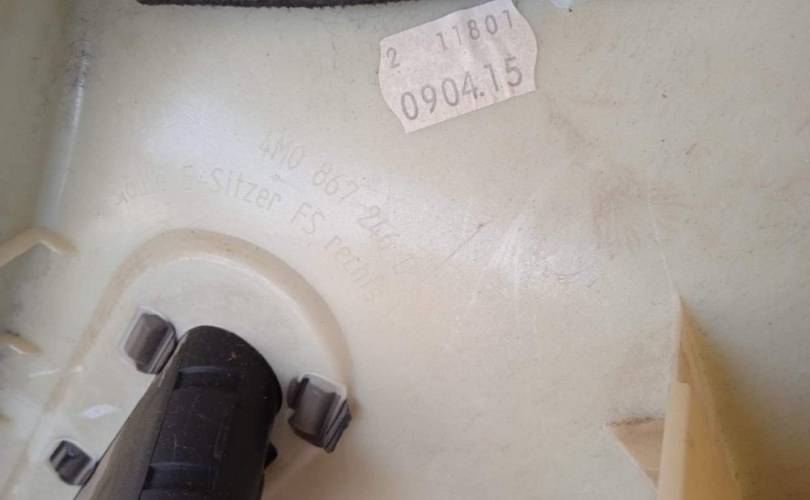 2 11801
0904.15
4M0 867 246 D
5-Sitzer FS rechts